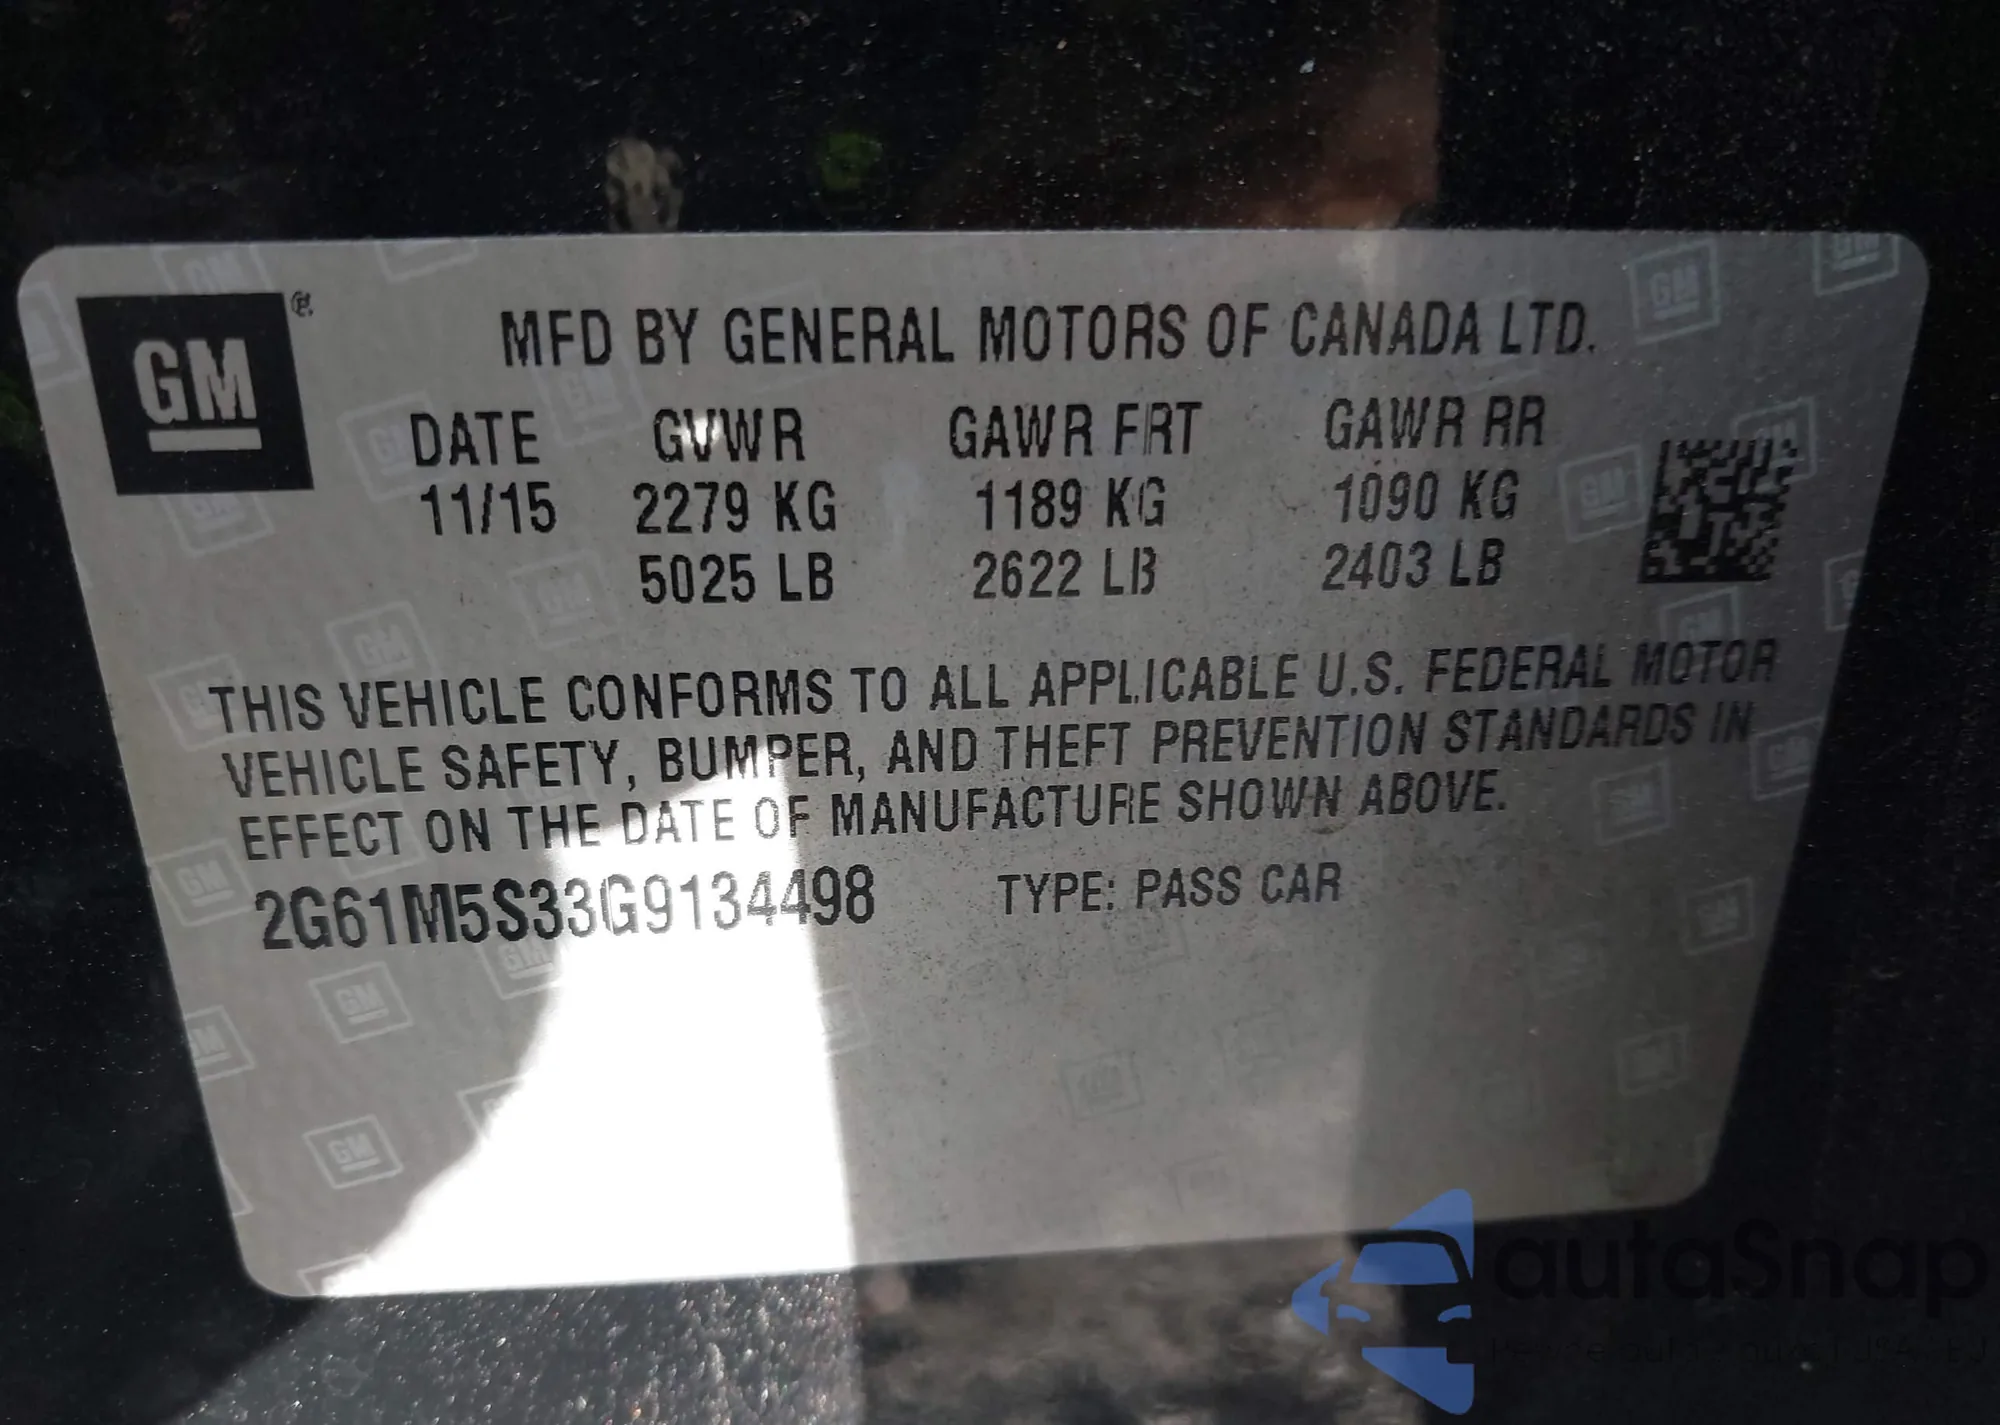 GM ®
MFD BY GENERAL MOTORS OF CANADA LTD.
DATE GVWR GAWR FRT GAWR RR
11/15 2279 KG 1189 KG 1090 KG
5025 LB 2622 LB 2403 LB
THIS VEHICLE CONFORMS TO ALL APPLICABLE U.S. FEDERAL MOTOR
VEHICLE SAFETY, BUMPER, AND THEFT PREVENTION STANDARDS IN
EFFECT ON THE DATE OF MANUFACTURE SHOWN ABOVE.
2G61M5S33G9134498 TYPE: PASS CAR
autaSnap